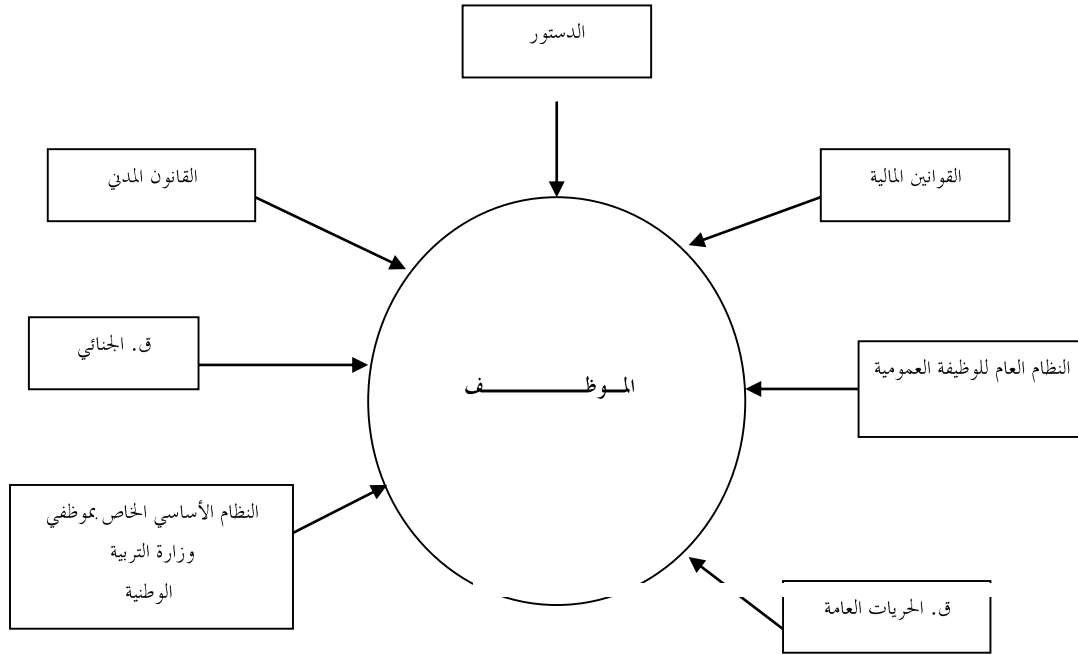 الدستور
القوانين المالية
القانون المدني
ق. الجنائي
النظام العام للوظيفة العمومية
المـوظـــــــــف
النظام الأساسي الخاص بموظفي
وزارة التربية
الوطنية
ق. الحريات العامة